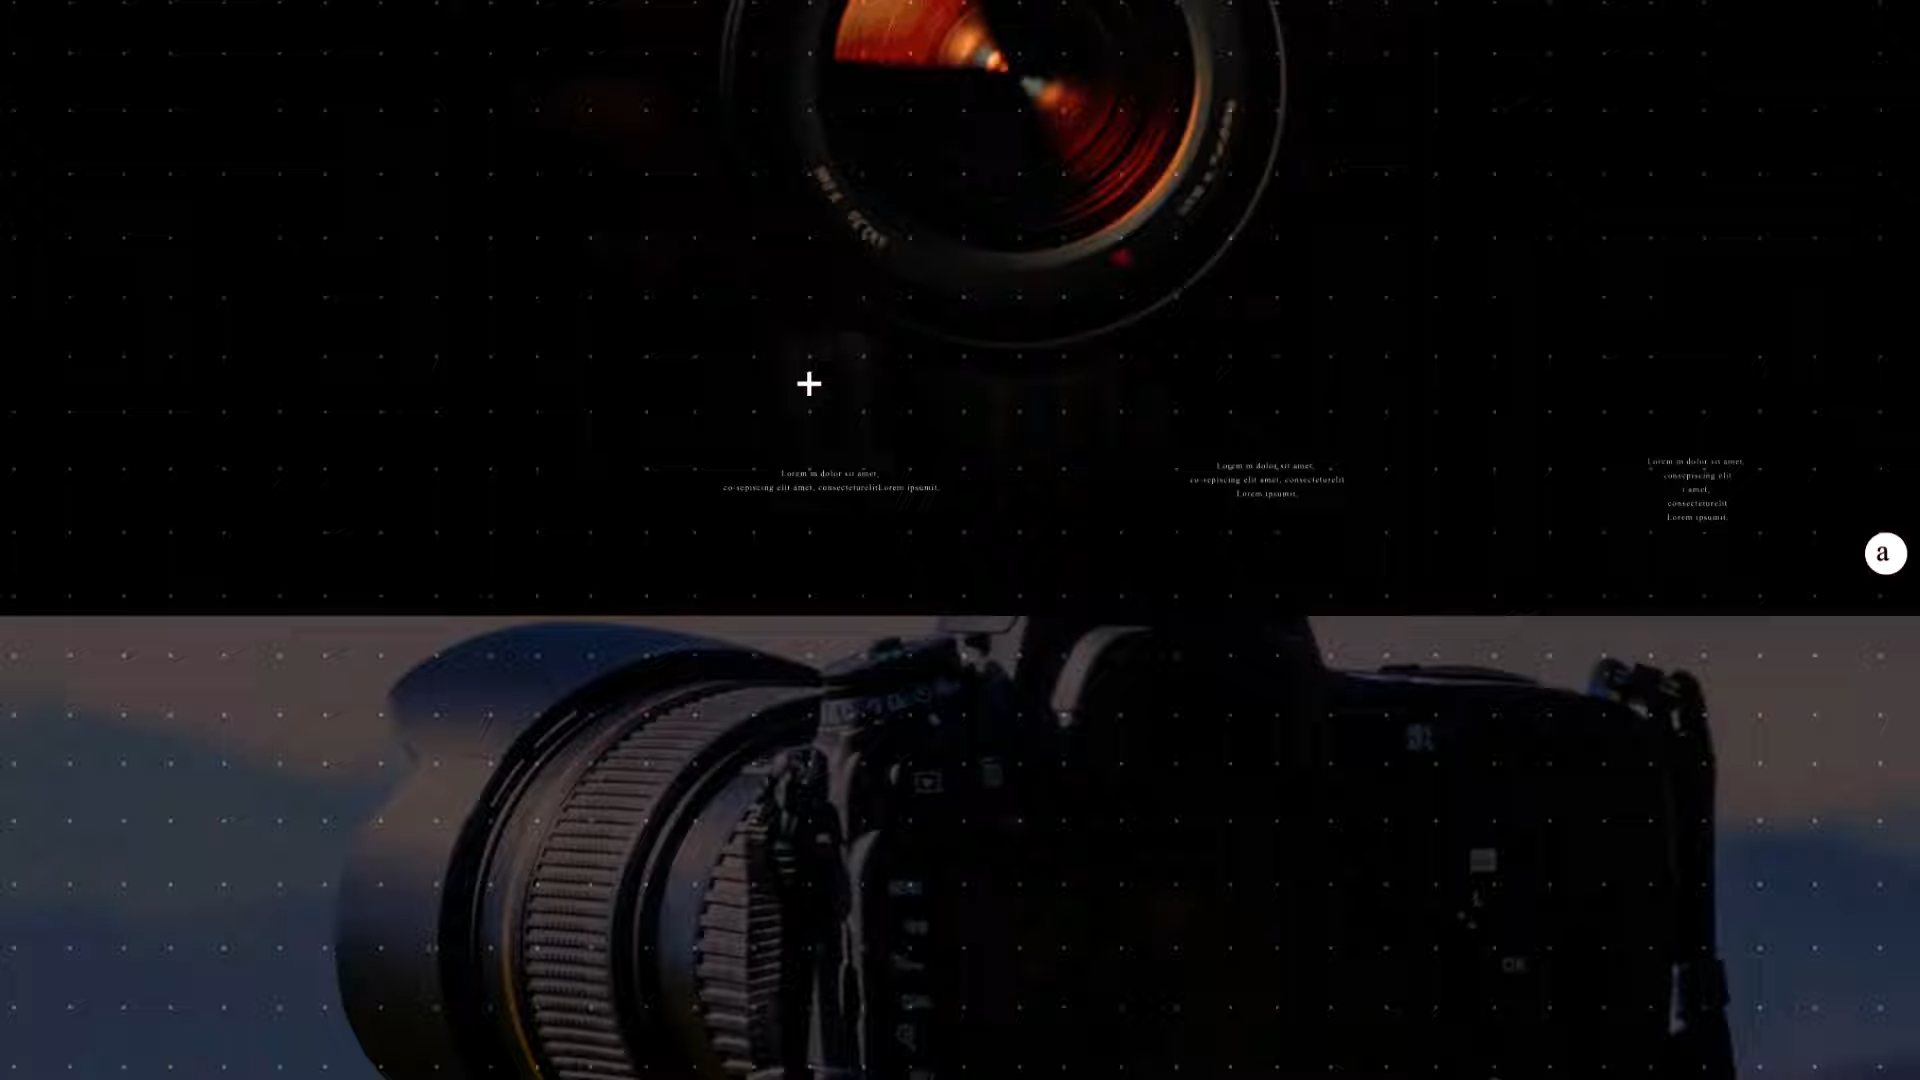 Lorem m dolor sit amet,
co-sepiscing elit amet, consecteturelitLorem ipsumit.
Lorem m dolor sit amet,
co-sepiscing elit amet, consecteturelit
Lorem ipsumit.
Lorem m dolor sit amet,
consepiscing elit
t amet,
consecteturelit
Lorem ipsumit.
a
OK